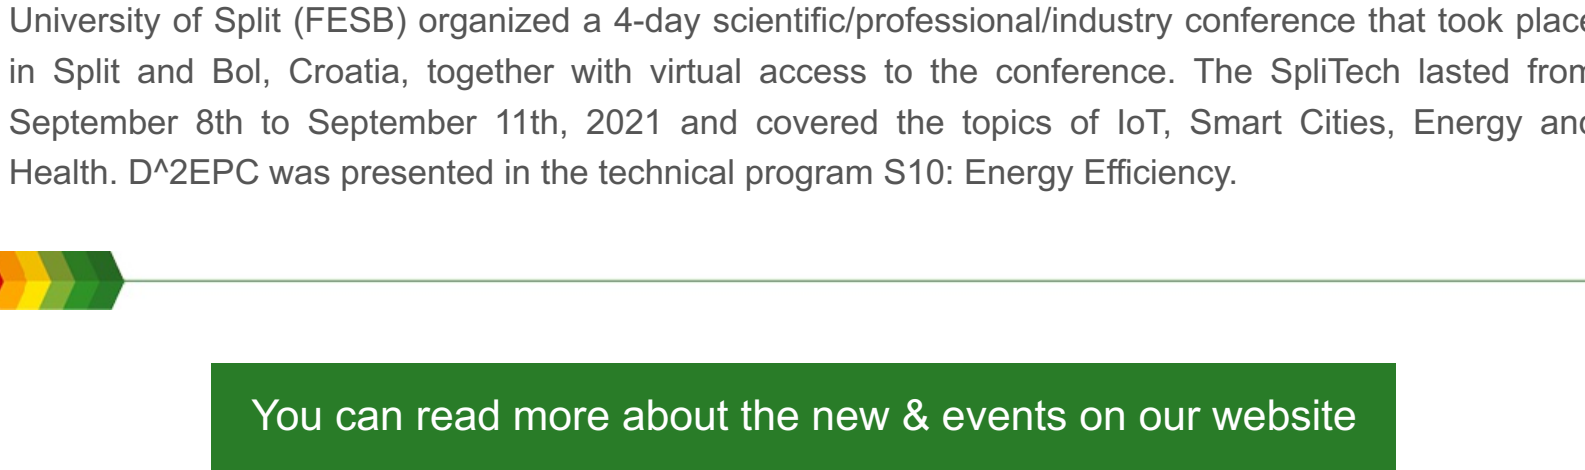 University of Split (FESB) organized a 4-day scientific/professional/industry conference that took place
in Split and Bol, Croatia, together with virtual access to the conference. The SpliTech lasted from
September 8th to September 11th, 2021 and covered the topics of IoT, Smart Cities, Energy and
Health. D^2EPC was presented in the technical program S10: Energy Efficiency.
You can read more about the new & events on our website